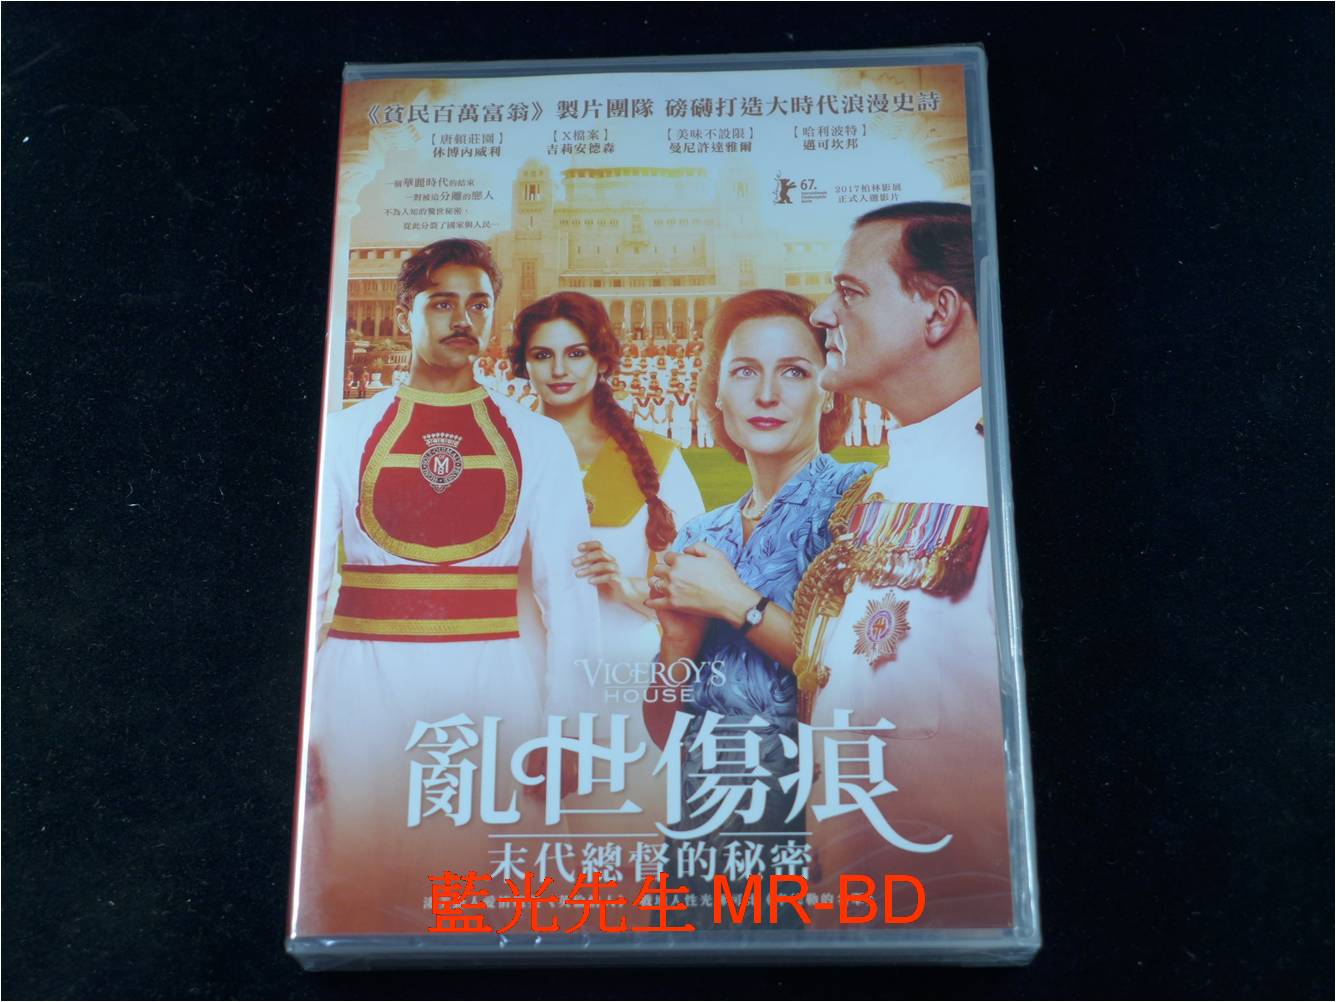 《貧民百萬富翁》製片團隊 磅礡打造大時代浪漫史詩
【唐頓莊園】 【X檔案】 【美味不設限】 【哈利波特】
休博內威利 吉莉安德森 曼尼許達雅爾 邁可坎邦
一個華麗時代的結束
一對被迫分離的戀人
不為人知的驚世秘密，
從此分裂了國家與人民…
67.
2017柏林影展
正式入選影片
VICEROY'S
HOUSE
亂世傷痕
末代總督的秘密
藍光先生 MR-BD